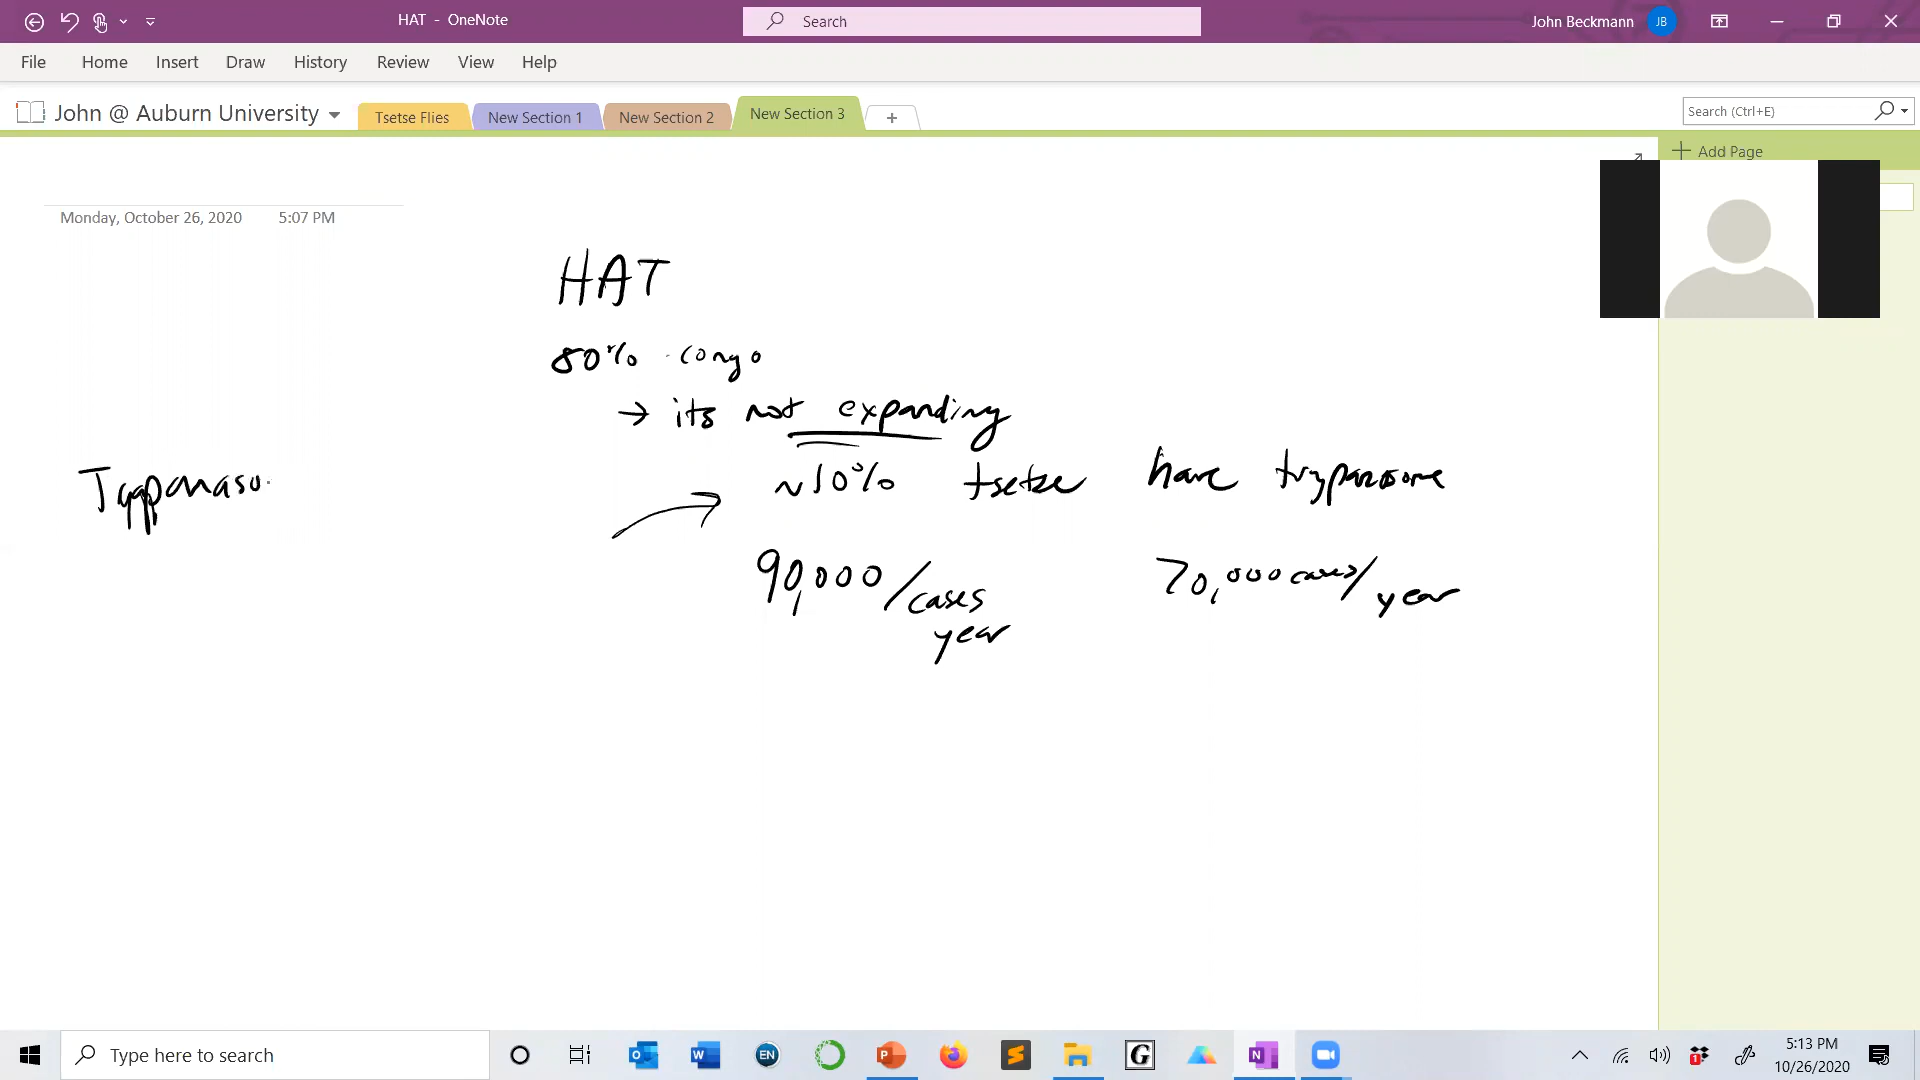 HAT - OneNote
Search
John Beckmann
JB
File Home Insert Draw History Review View Help
John @ Auburn University
Tsetse Flies
New Section 1
New Section 2
New Section 3
+
Search (Ctrl+E)
Add Page
Monday, October 26, 2020 5:07 PM
HAT
80% Congo
→ its not expanding
~10% tsetse have trypanosome
90,000/cases year
70,000 cases/year
Type here to search
EN
G
5:13 PM
10/26/2020